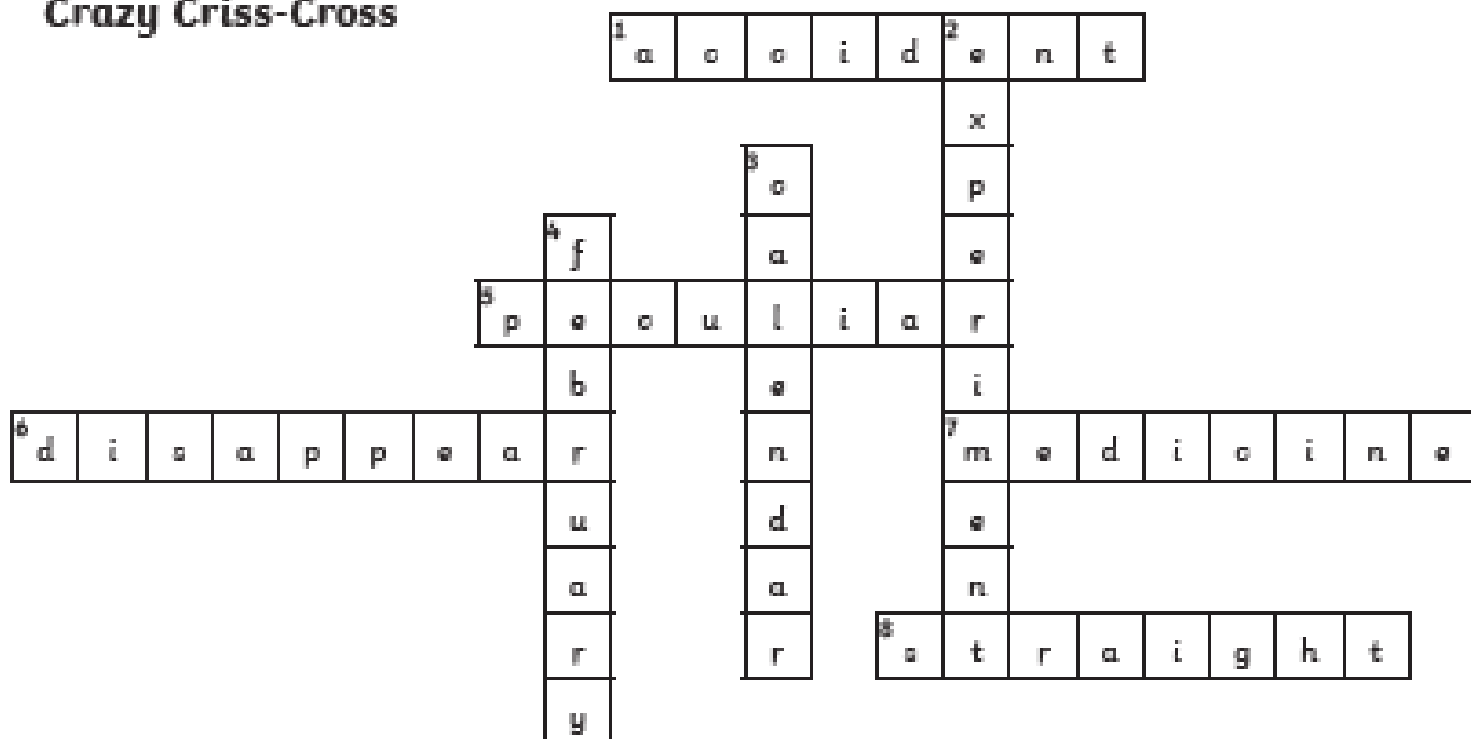 Crazy Criss-Cross
1 a c c i d 2 e n t
x
3 c p
4 f a e
5 p e c u l i a r
b e i
6 d i s a p p e a r n 7 m e d i c i n e
u d e
a a n
r r 8 s t r a i g h t
y